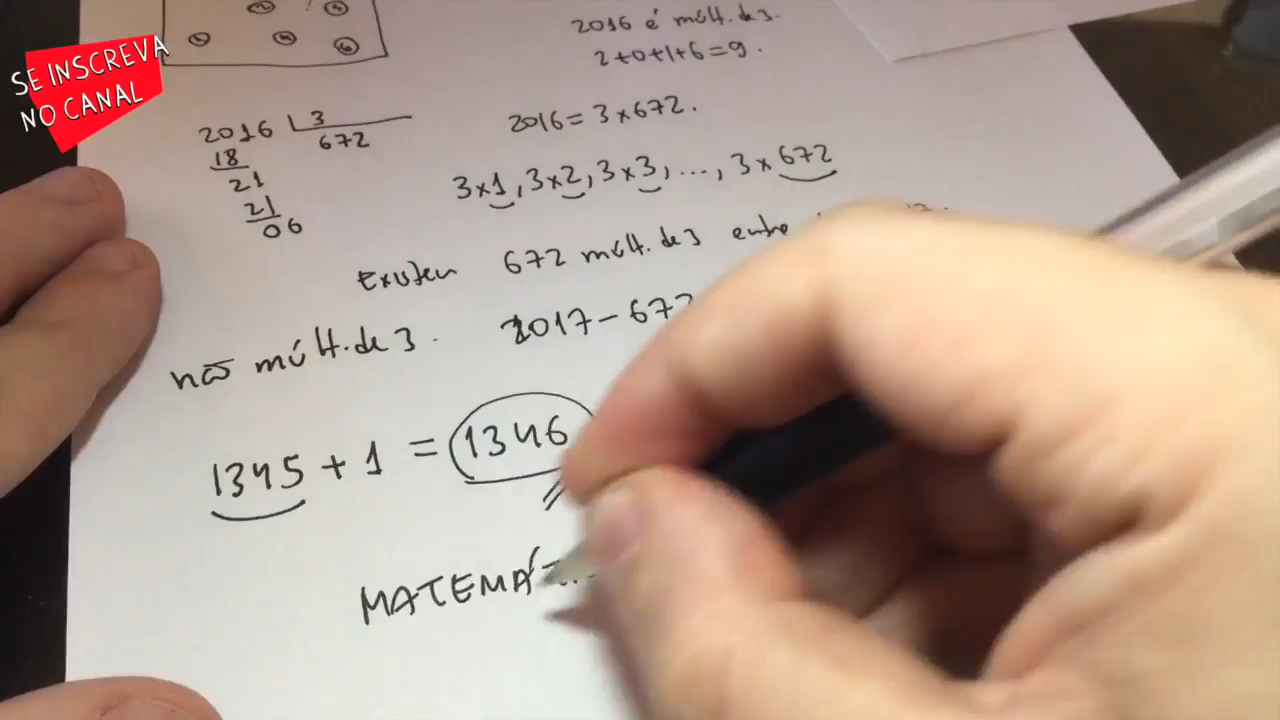 SE INSCREVA
NO CANAL
2016 é múlt. de 3.
2+0+1+6=9.
2016 3
18 672
21
21
06
2016 = 3 x 672.
3x1, 3x2, 3x3, ..., 3 x 672
Existem 672 múlt. de 3 entre
não múlt. de 3. 2017 - 672
1345 + 1 = 1346